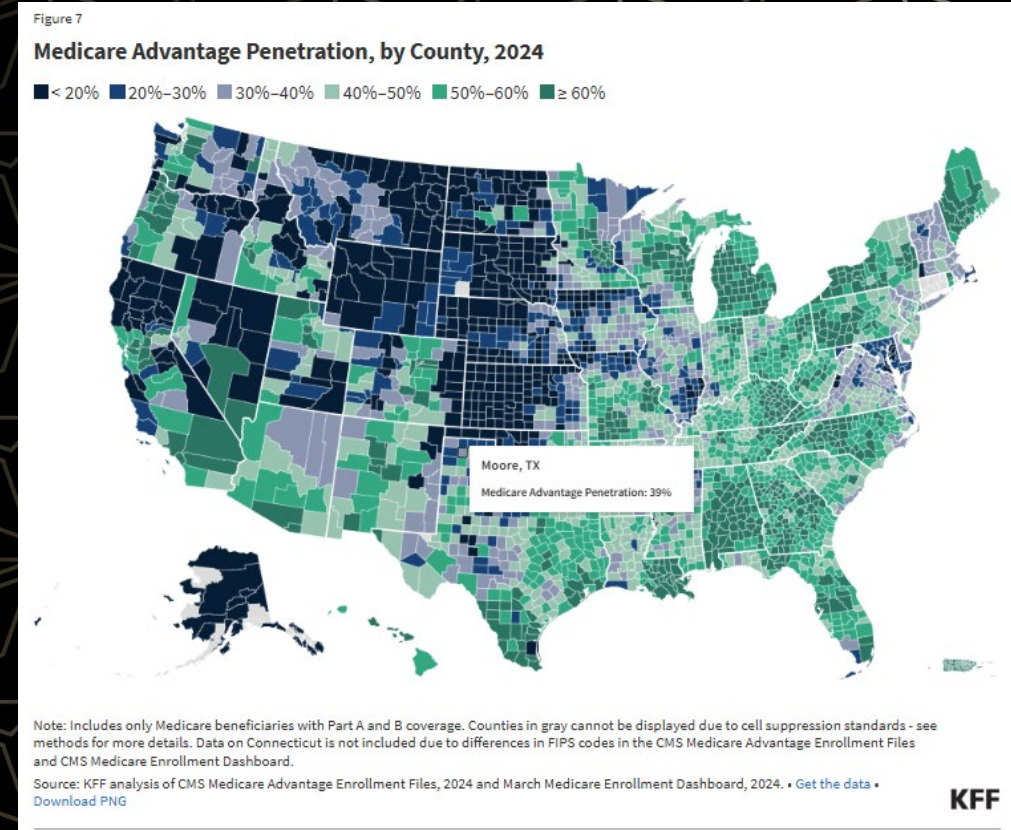 Figure 7
Medicare Advantage Penetration, by County, 2024
< 20% 20%–30% 30%–40% 40%–50% 50%–60% ≥ 60%
Moore, TX
Medicare Advantage Penetration: 39%
Note: Includes only Medicare beneficiaries with Part A and B coverage. Counties in gray cannot be displayed due to cell suppression standards - see
methods for more details. Data on Connecticut is not included due to differences in FIPS codes in the CMS Medicare Advantage Enrollment Files
and CMS Medicare Enrollment Dashboard.
Source: KFF analysis of CMS Medicare Advantage Enrollment Files, 2024 and March Medicare Enrollment Dashboard, 2024. • Get the data •
Download PNG
KFF